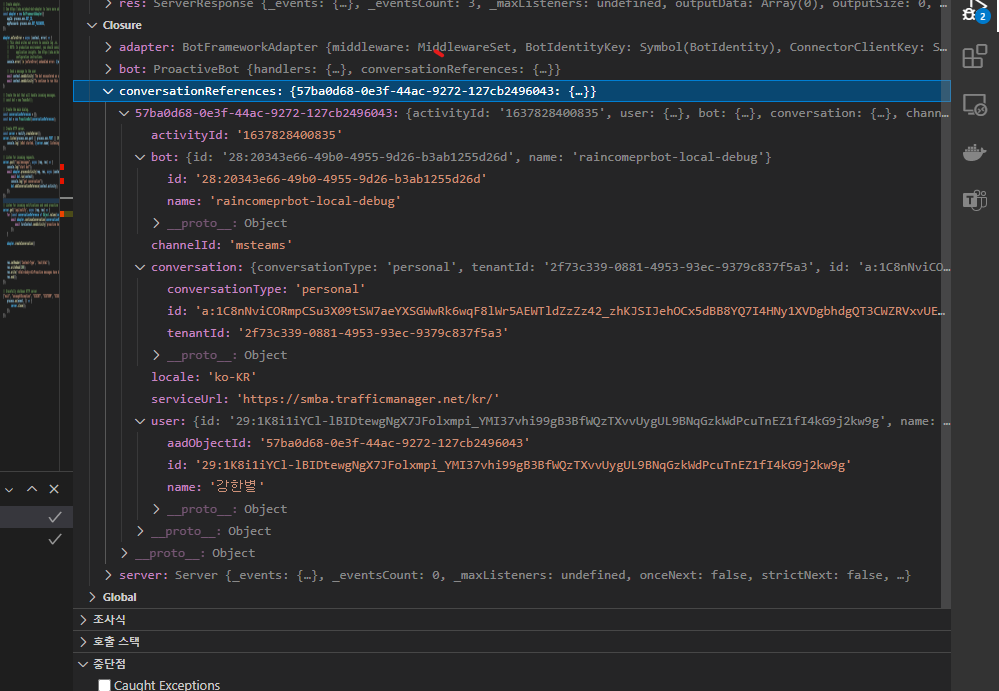 res: ServerResponse {_events: {…}, _eventsCount: 3, _maxListeners: undefined, outputData: Array(0), outputSize: 0, …
Closure
adapter: BotFrameworkAdapter {middleware: MiddlewareSet, BotIdentityKey: Symbol(BotIdentity), ConnectorClientKey: S…
2
bot: ProactiveBot {handlers: {…}, conversationReferences: {…}}
conversationReferences: {57ba0d68-0e3f-44ac-9272-127cb2496043: {…}}
57ba0d68-0e3f-44ac-9272-127cb2496043: {activityId: '1637828400835', user: {…}, bot: {…}, conversation: {…}, chann…
activityId: '1637828400835'
bot: {id: '28:20343e66-49b0-4955-9d26-b3ab1255d26d', name: 'raincomeprbot-local-debug'}
id: '28:20343e66-49b0-4955-9d26-b3ab1255d26d'
name: 'raincomeprbot-local-debug'
__proto__: Object
channelId: 'msteams'
conversation: {conversationType: 'personal', tenantId: '2f73c339-0881-4953-93ec-9379c837f5a3', id: 'a:1C8nNviCO…
conversationType: 'personal'
id: 'a:1C8nNviCORmpCSu3X09tSW7aeYXSGWwRk6wqF8lWr5AEWTldZzZz42_zhKJSIJehOCx5dBB8YQ7I4HNy1XVDgbhdgQT3CWZRVxvUE…
tenantId: '2f73c339-0881-4953-93ec-9379c837f5a3'
__proto__: Object
locale: 'ko-KR'
serviceUrl: 'https://smba.trafficmanager.net/kr/'
user: {id: '29:1K8i1iYCl-lBIDtewgNgX7JFolxmpi_YMI37vhi99gB3BfWQzTXvvUygUL9BNqGzkWdPcuTnEZ1fI4kG9j2kw9g', name: …
aadObjectId: '57ba0d68-0e3f-44ac-9272-127cb2496043'
id: '29:1K8i1iYCl-lBIDtewgNgX7JFolxmpi_YMI37vhi99gB3BfWQzTXvvUygUL9BNqGzkWdPcuTnEZ1fI4kG9j2kw9g'
name: '강한별'
__proto__: Object
__proto__: Object
__proto__: Object
server: Server {_events: {…}, _eventsCount: 0, _maxListeners: undefined, onceNext: false, strictNext: false, …}
Global
조사식
호출 스택
중단점
Caught Exceptions